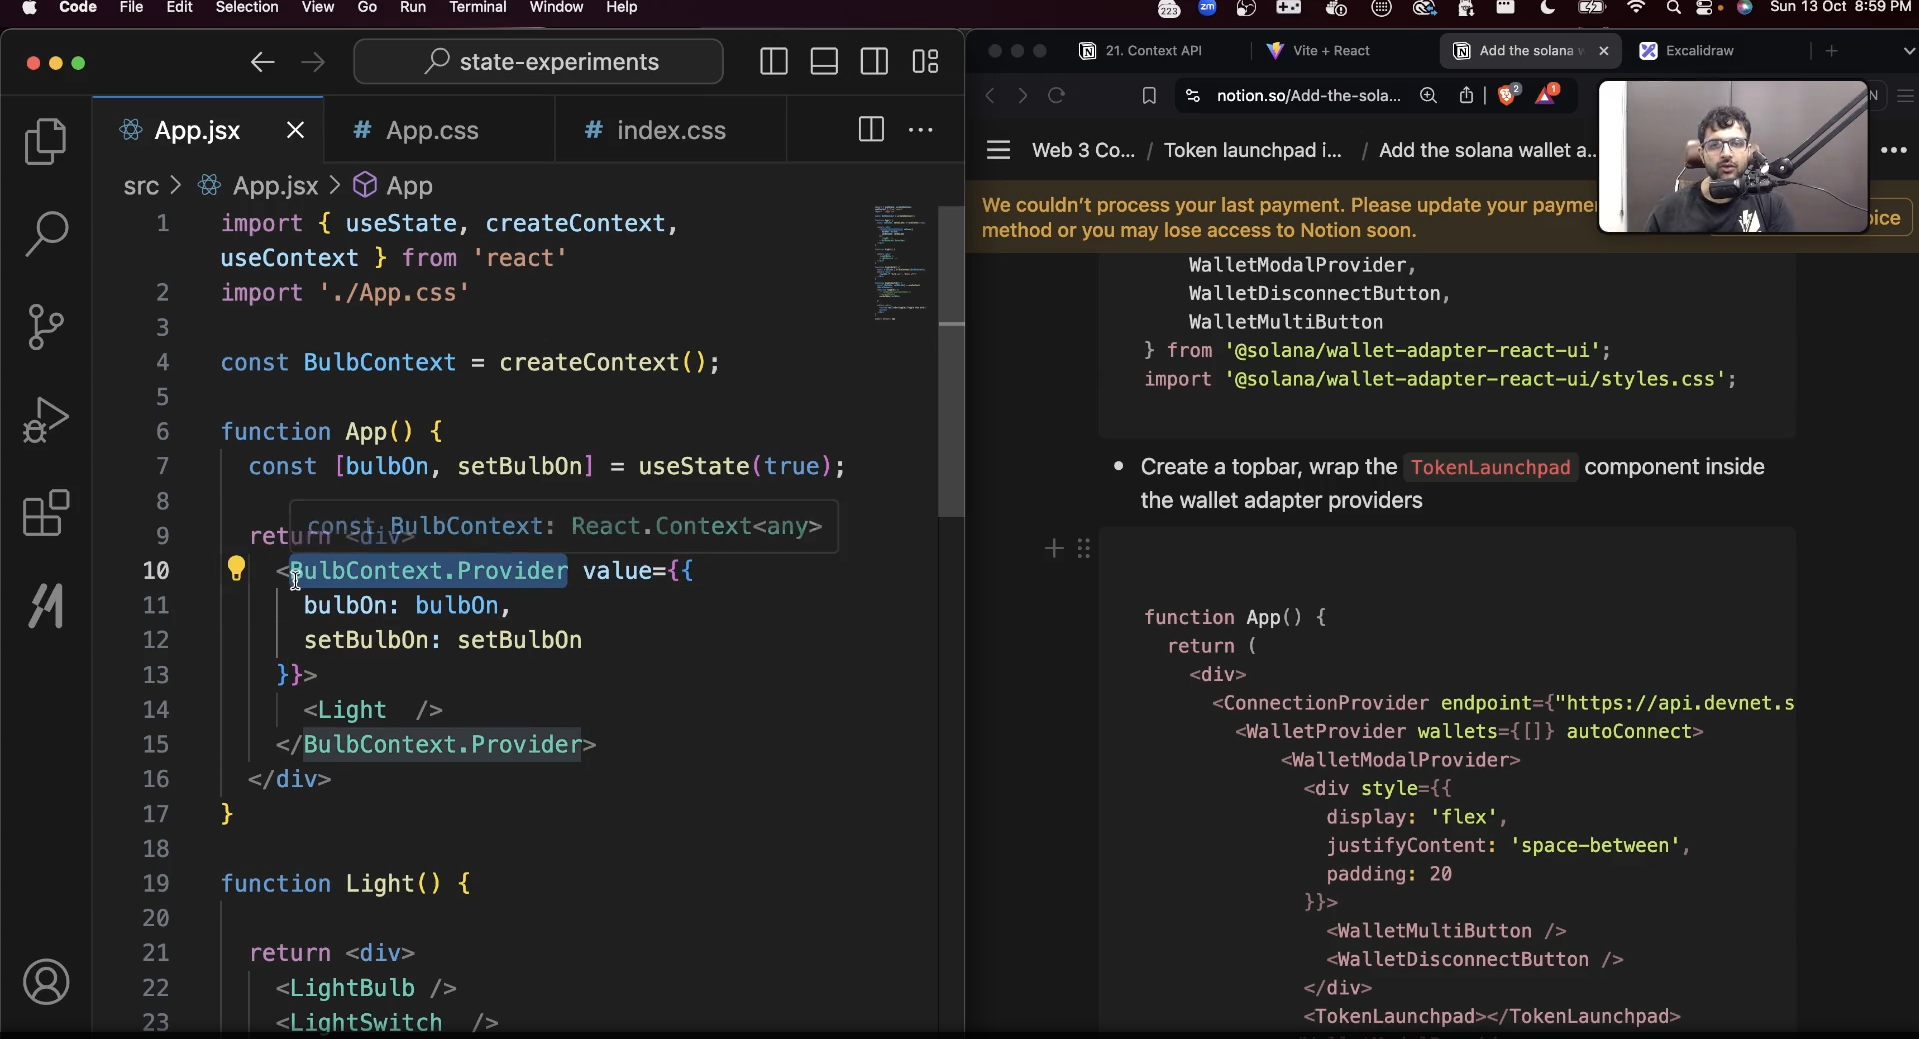 Code File Edit Selection View Go Run Terminal Window Help
223
zm
Sun 13 Oct 8:59 PM
state-experiments
App.jsx
# App.css
# index.css
src > App.jsx > App
1 import { useState, createContext,
useContext } from 'react'
2 import './App.css'
3
4 const BulbContext = createContext();
5
6 function App() {
7 const [bulbOn, setBulbOn] = useState(true);
8
const BulbContext: React.Context<any>
9 return <div>
10 <BulbContext.Provider value={{
11 bulbOn: bulbOn,
12 setBulbOn: setBulbOn
13 }}>
14 <Light />
15 </BulbContext.Provider>
16 </div>
17 }
18
19 function Light() {
20
21 return <div>
22 <LightBulb />
23 <LightSwitch />
21. Context API
Vite + React
Add the solana w
Excalidraw
notion.so/Add-the-sola...
2
1
N
Web 3 Co... / Token launchpad i... / Add the solana wallet a...
We couldn't process your last payment. Please update your payme
method or you may lose access to Notion soon.
oice
WalletModalProvider,
WalletDisconnectButton,
WalletMultiButton
} from '@solana/wallet-adapter-react-ui';
import '@solana/wallet-adapter-react-ui/styles.css';
• Create a topbar, wrap the TokenLaunchpad component inside
the wallet adapter providers
function App() {
return (
<div>
<ConnectionProvider endpoint={"https://api.devnet.s
<WalletProvider wallets={[]} autoConnect>
<WalletModalProvider>
<div style={{
display: 'flex',
justifyContent: 'space-between',
padding: 20
}}>
<WalletMultiButton />
<WalletDisconnectButton />
</div>
<TokenLaunchpad></TokenLaunchpad>